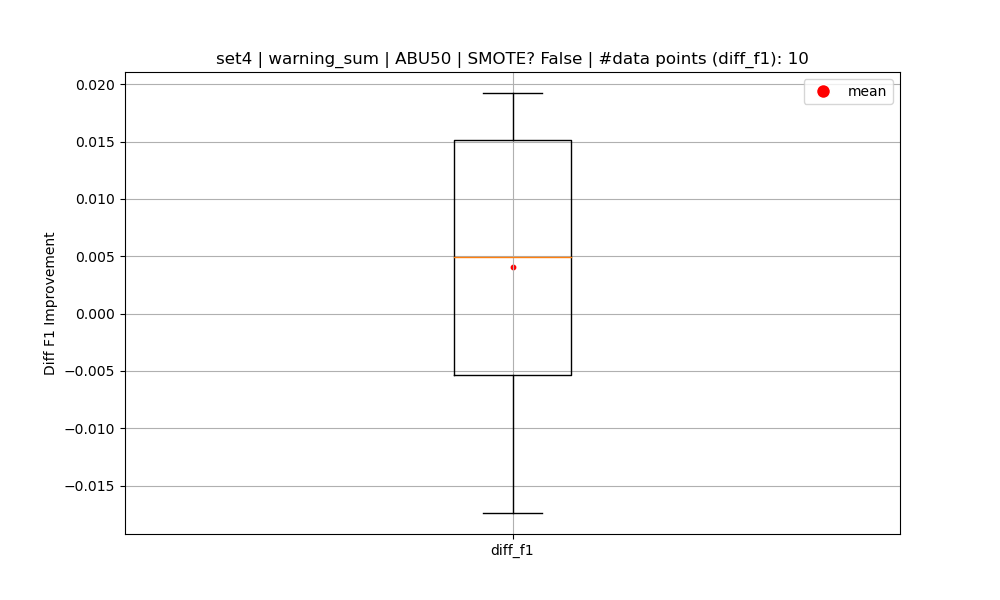 set4 | warning_sum | ABU50 | SMOTE? False | #data points (diff_f1): 10
mean
0.020
0.015
0.010
0.005
0.000
−0.005
−0.010
−0.015
Diff F1 Improvement
diff_f1